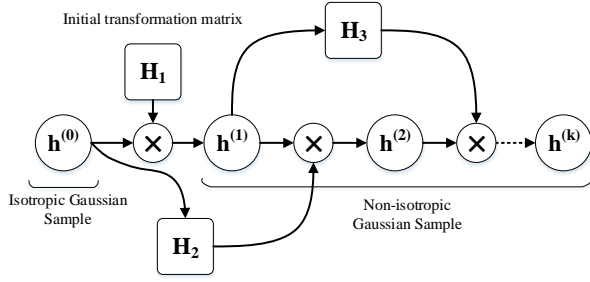 Initial transformation matrix
H₃
H₁
h⁽⁰⁾
×
h⁽¹⁾
×
h⁽²⁾
×
h⁽ᵏ⁾
Isotropic Gaussian
Sample
Non-isotropic
Gaussian Sample
H₂